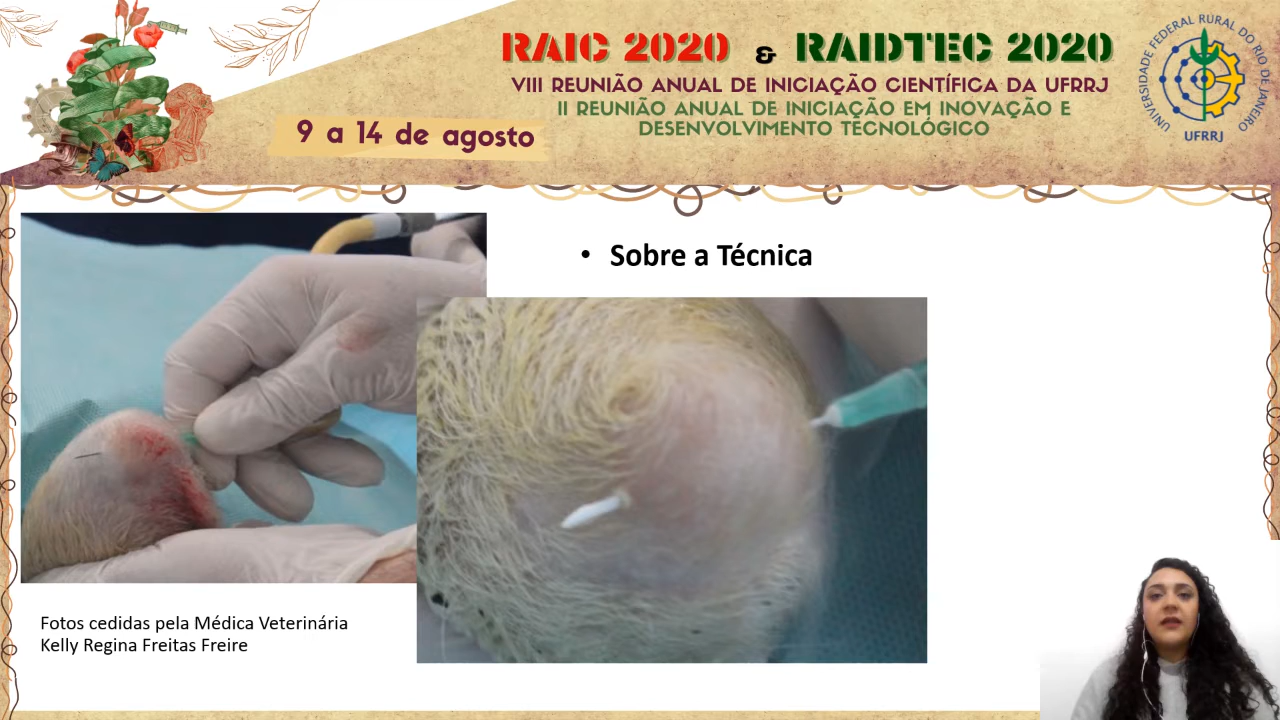 RAIC 2020 & RAIDTEC 2020
VIII REUNIÃO ANUAL DE INICIAÇÃO CIENTÍFICA DA UFRRJ
II REUNIÃO ANUAL DE INICIAÇÃO EM INOVAÇÃO E
DESENVOLVIMENTO TECNOLÓGICO
9 a 14 de agosto
UNIVERSIDADE FEDERAL RURAL DO RIO DE JANEIRO
UFRRJ
• Sobre a Técnica
Fotos cedidas pela Médica Veterinária
Kelly Regina Freitas Freire